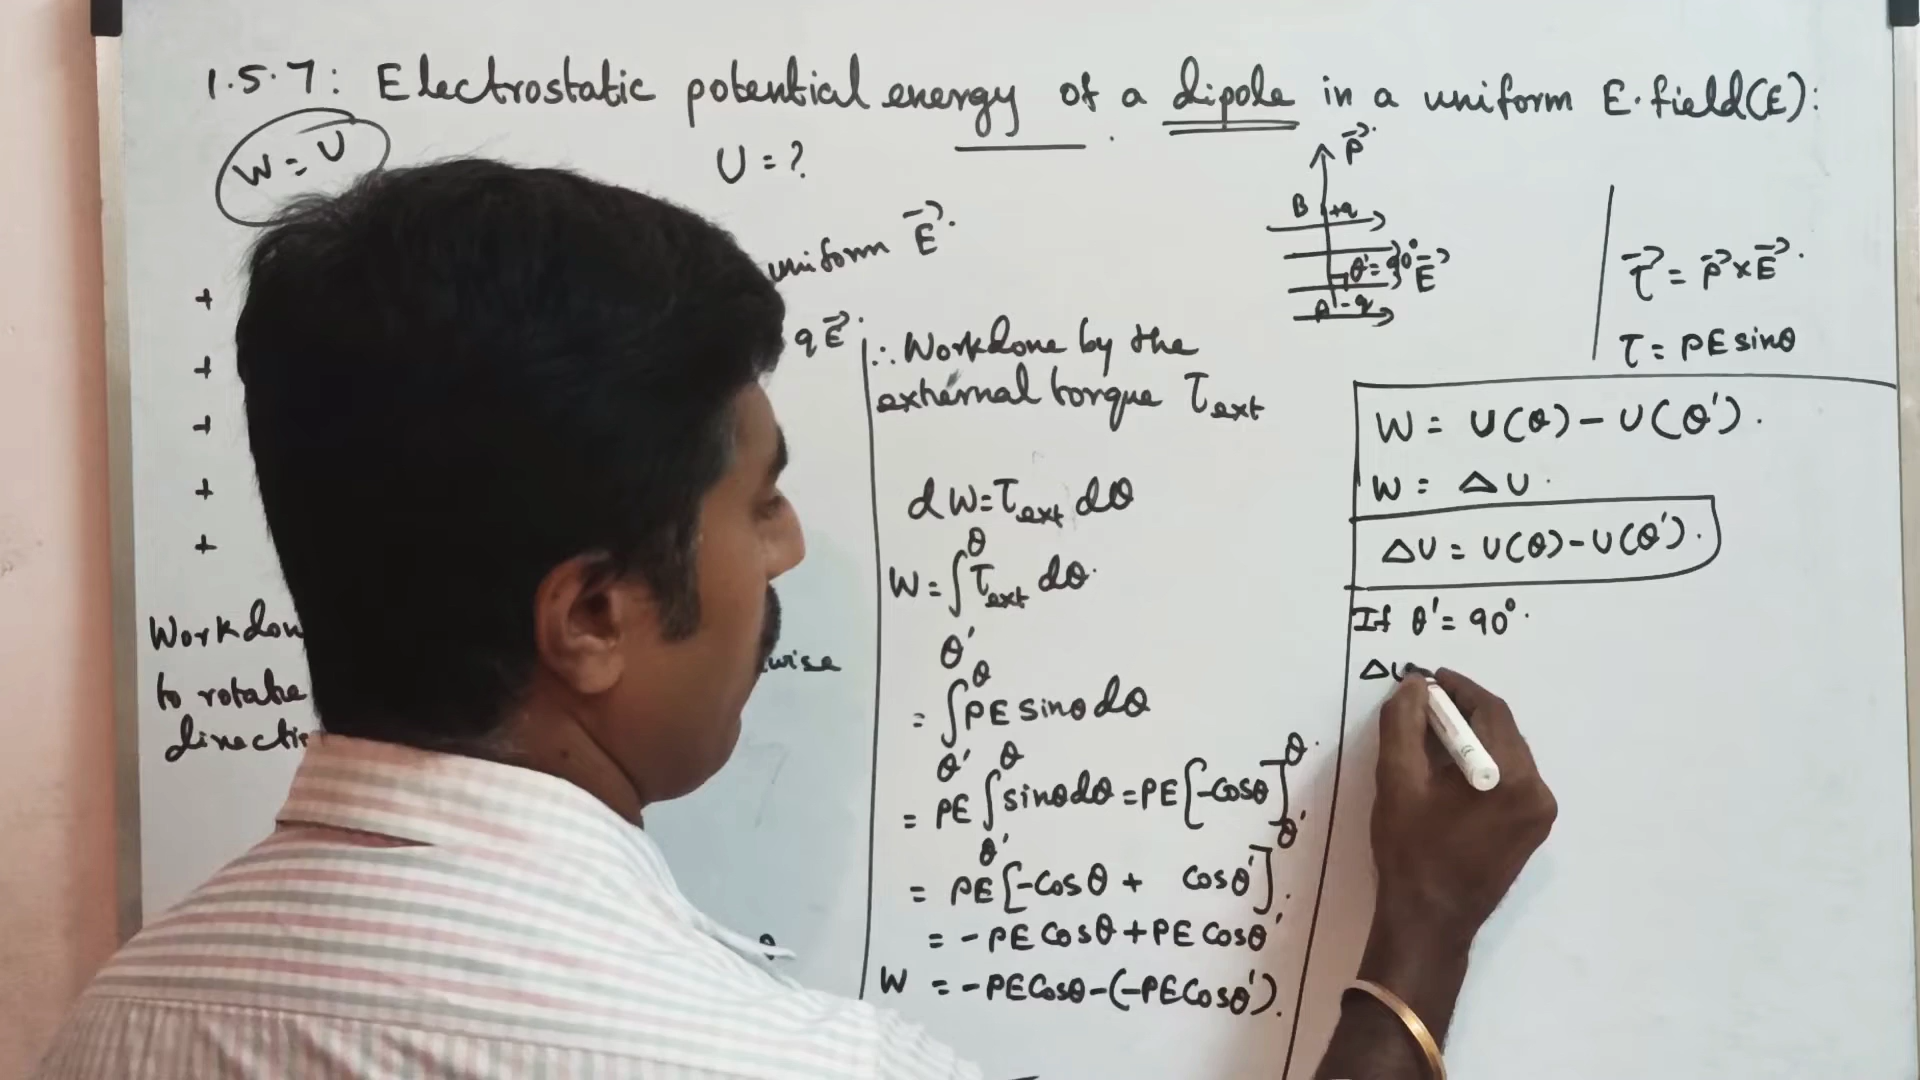 1.5.7: Electrostatic potential energy of a dipole in a uniform E.field(E):
W = U
U = ?
uniform E⃗.
qE⃗.
+
+
+
+
+
Workdon
to rotate
wise
directi
θ
∴ Workdone by the
external torque τext
dW = τext dθ
W = ∫θ'^θ τext dθ.
= ∫θ'^θ PE sinθ dθ
= PE ∫θ'^θ sinθ dθ = PE [-cosθ]θ'^θ.
= PE [-Cosθ + Cosθ'].
= -PE Cosθ + PE Cosθ'
W = -PECosθ - (-PECosθ').
P⃗.
B +q
θ' = 90° E⃗
A -q
τ⃗ = P⃗ × E⃗.
τ = PE sinθ
W = U(θ) - U(θ').
W = ΔU.
ΔU = U(θ) - U(θ').
If θ' = 90°.
ΔU